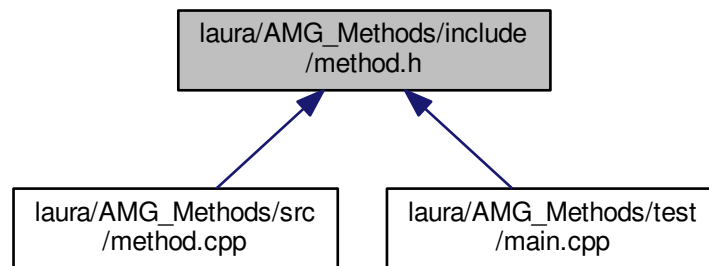 laura/AMG_Methods/include
/method.h
laura/AMG_Methods/src
/method.cpp
laura/AMG_Methods/test
/main.cpp